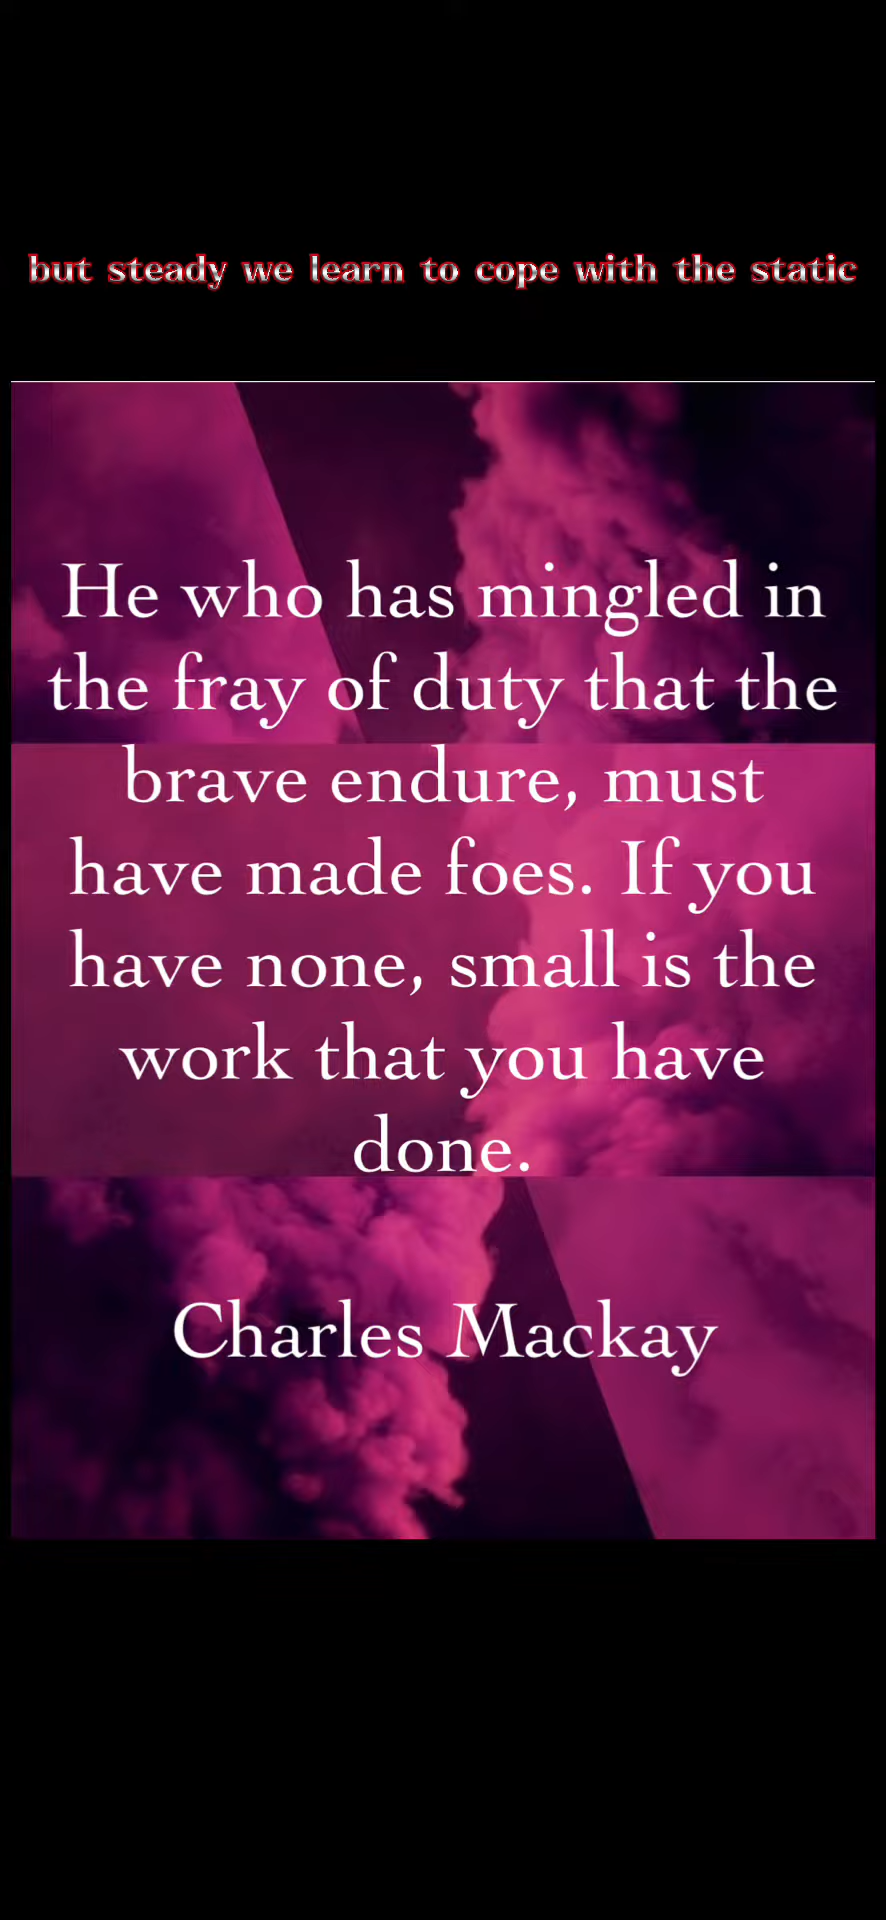 but steady we learn to cope with the static
He who has mingled in
the fray of duty that the
brave endure, must
have made foes. If you
have none, small is the
work that you have
done.
Charles Mackay